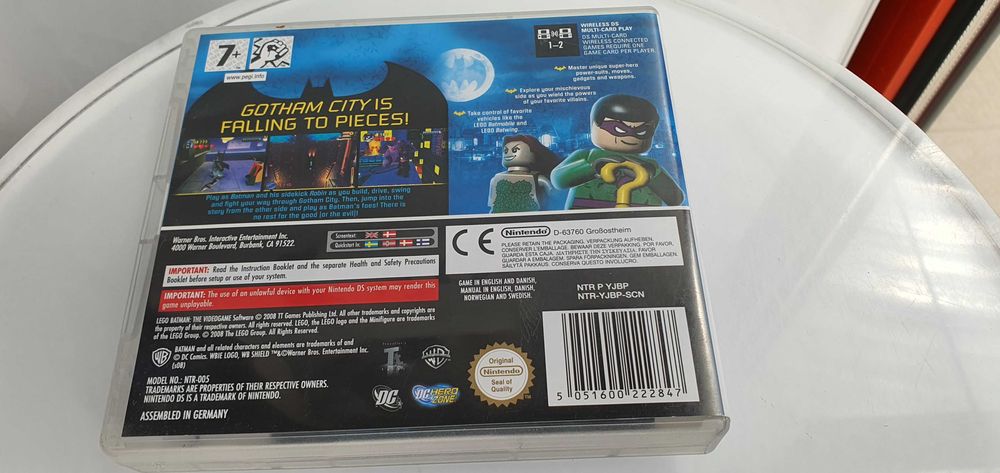 7+
www.pegi.info
WIRELESS DS
MULTI-CARD PLAY
DS MULTI-CARD
WIRELESS CONNECTED
GAMES REQUIRE ONE
GAME CARD PER PLAYER
1-2
Master unique super-hero
power-suits, moves,
gadgets and weapons.
Explore your mischievous
side as you wield the powers
of your favorite villains.
Take control of favorite
vehicles like the
LEGO Batmobile and
LEGO Batwing.
GOTHAM CITY IS
FALLING TO PIECES!
Play as Batman and his sidekick Robin as you build, drive, swing
and fight your way through Gotham City. Then, jump into the
story from the other side and play as Batman's foes! There is
no rest for the good (or the evil)!
Warner Bros. Interactive Entertainment Inc.
4000 Warner Boulevard, Burbank, CA 91522.
Screentext:
Quickstart In:
CE
Nintendo D-63760 Großostheim
PLEASE RETAIN THE PACKAGING. VERPACKUNG AUFHEBEN.
CONSERVER L'EMBALLAGE. BEWAAR DEZE VERPAKKING. POR FAVOR,
GUARDA ESTA CAJA. ΔΙΑΤΗΡΗΣΤΕ ΤΗΝ ΣΥΣΚΕΥΑΣΙΑ. POR FAVOR,
GUARDAR A EMBALAGEM. SPARA FÖRPACKNINGEN. GEM EMBALLAGEN.
SÄILYTÄ PAKKAUS. CONSERVA QUESTO INVOLUCRO.
IMPORTANT: Read the Instruction Booklet and the separate Health and Safety Precautions
Booklet before setup or use of your system.
IMPORTANT: The use of an unlawful device with your Nintendo DS system may render this
game unplayable.
GAME IN ENGLISH AND DANISH,
MANUAL IN ENGLISH, DANISH,
NORWEGIAN AND SWEDISH.
NTR P YJBP
NTR-YJBP-SCN
LEGO BATMAN: THE VIDEOGAME Software © 2008 TT Games Publishing Ltd. All other trademarks and copyrights are
the property of their respective owners. All rights reserved. LEGO, the LEGO logo and the Minifigure are trademarks
of the LEGO Group. © 2008 The LEGO Group. All Rights Reserved.
WB
BATMAN and all related characters and elements are trademarks of and
© DC Comics. WBIE LOGO, WB SHIELD ™&©Warner Bros. Entertainment Inc.
(s08)
MODEL NO.: NTR-005
TRADEMARKS ARE PROPERTIES OF THEIR RESPECTIVE OWNERS.
NINTENDO DS IS A TRADEMARK OF NINTENDO.
ASSEMBLED IN GERMANY
DC
DC HERO
ZONE
Original
Nintendo
Seal of
Quality
5 051600 222847